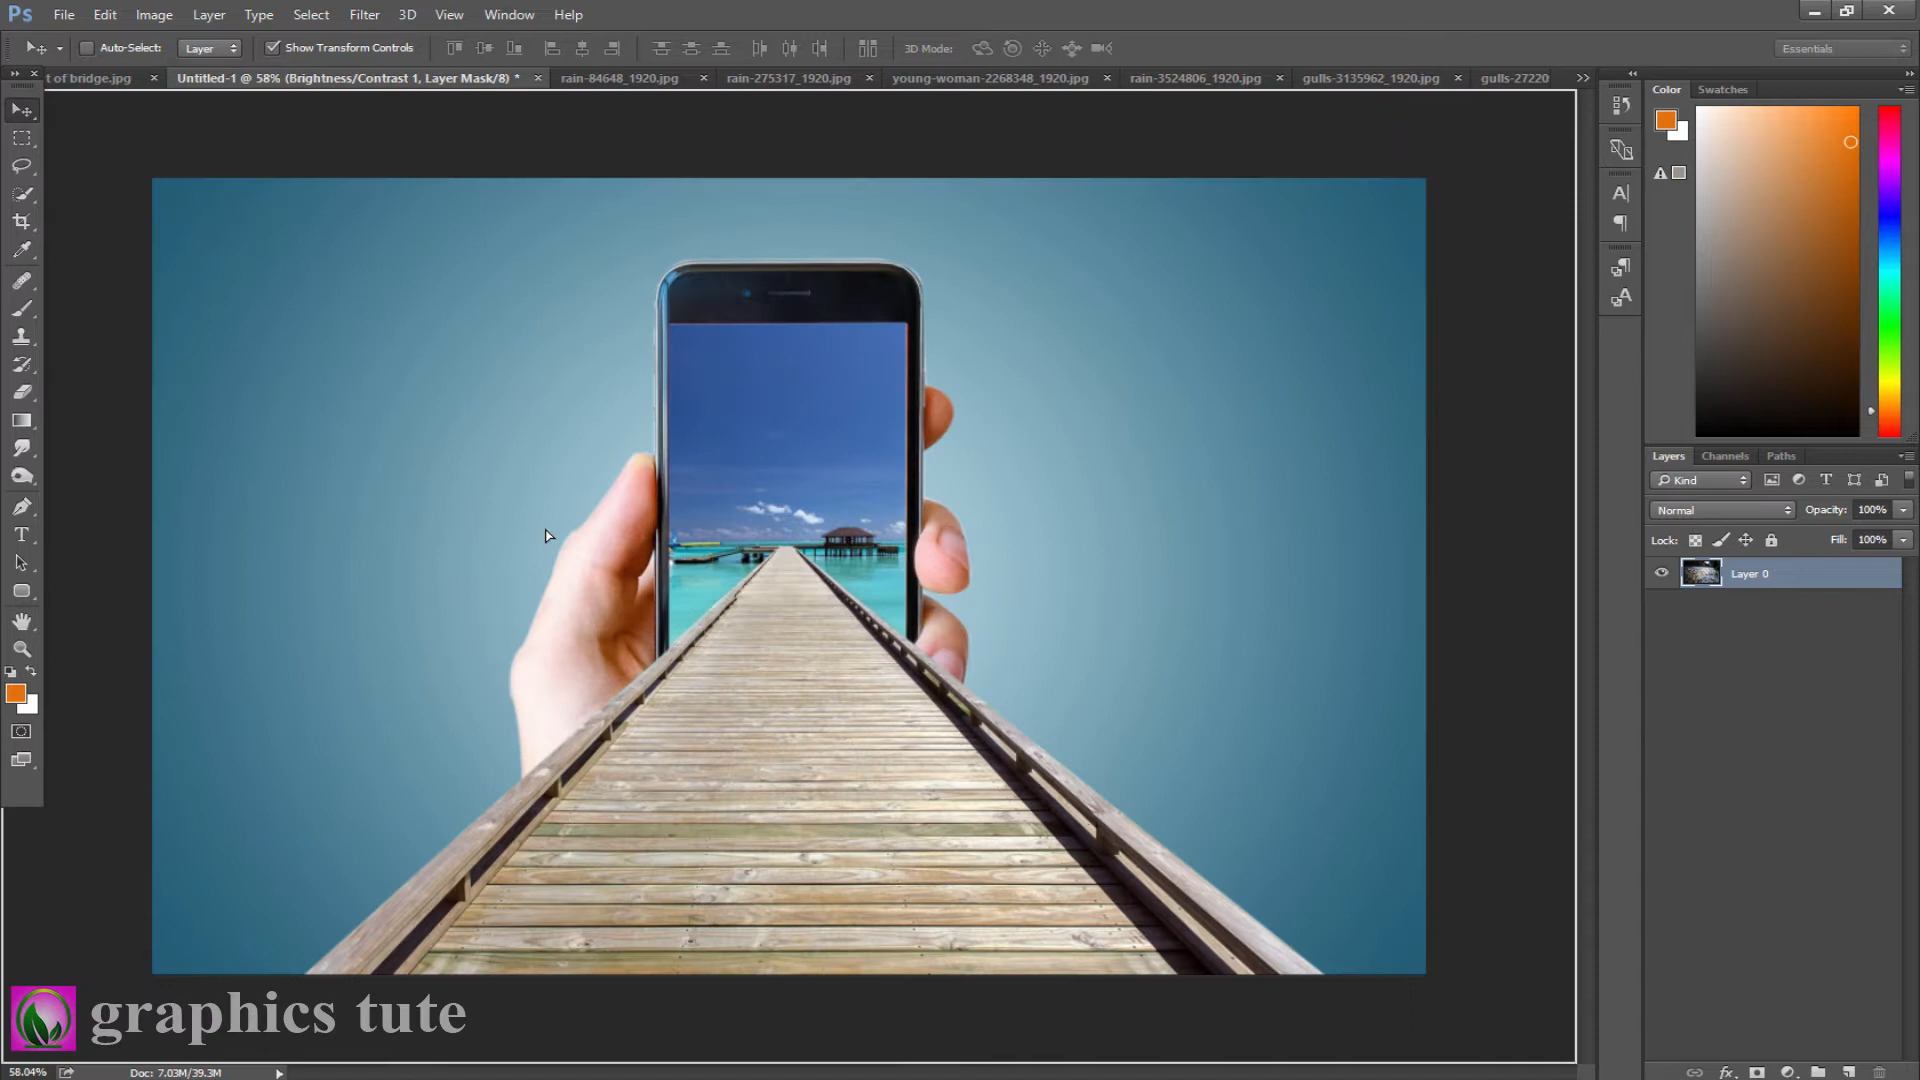 Ps File Edit Image Layer Type Select Filter 3D View Window Help
Auto-Select: Layer Show Transform Controls 3D Mode: Essentials
t of bridge.jpg Untitled-1 @ 58% (Brightness/Contrast 1, Layer Mask/8) * rain-84648_1920.jpg rain-275317_1920.jpg young-woman-2268348_1920.jpg rain-3524806_1920.jpg gulls-3135962_1920.jpg gulls-27220
Color Swatches
Layers Channels Paths
Kind
Normal Opacity: 100%
Lock: Fill: 100%
Layer 0
graphics tute
58.04% Doc: 7.03M/39.3M